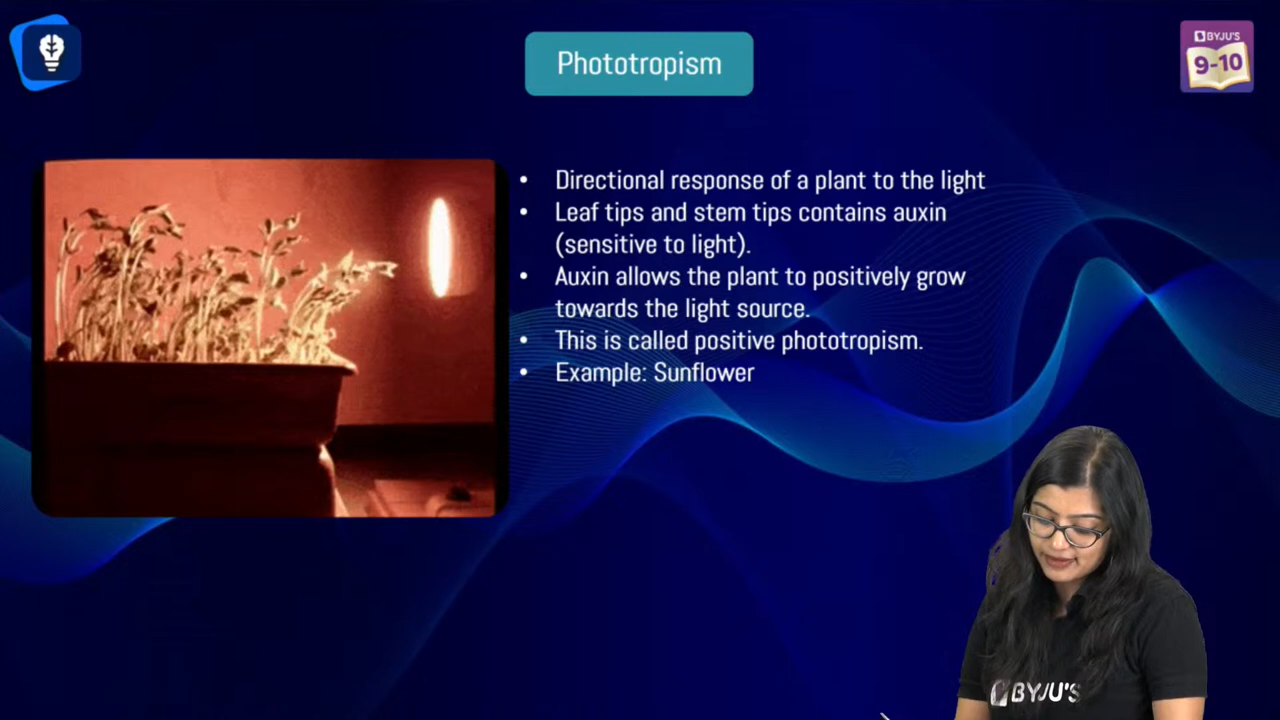 Phototropism
BYJU'S
9-10
• Directional response of a plant to the light
• Leaf tips and stem tips contains auxin
(sensitive to light).
• Auxin allows the plant to positively grow
towards the light source.
• This is called positive phototropism.
• Example: Sunflower
BYJU'S